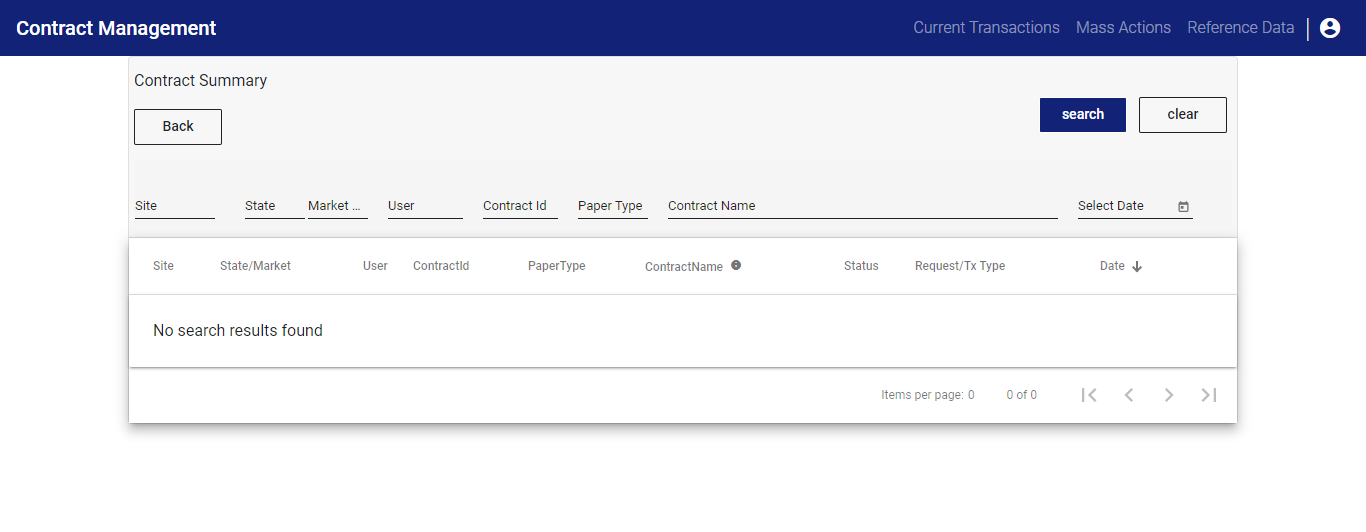 Contract Management Current Transactions Mass Actions Reference Data
Contract Summary
Back search clear
Site State Market ... User Contract Id Paper Type Contract Name Select Date
Site State/Market User ContractId PaperType ContractName Status Request/Tx Type Date
No search results found
Items per page: 0 0 of 0